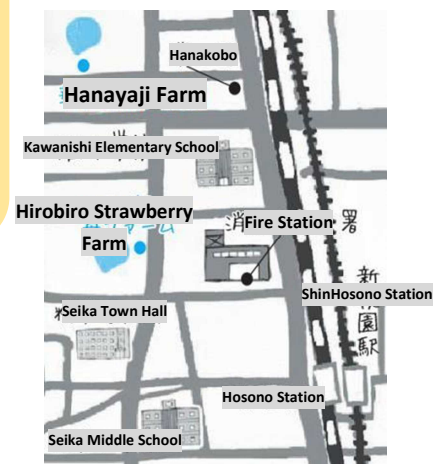 Hanakobo
Hanayaji Farm
Kawanishi Elementary School
Hirobiro Strawberry
Farm
消
Fire Station
署
ShinHosono Station
新
園
駅
Seika Town Hall
Hosono Station
Seika Middle School